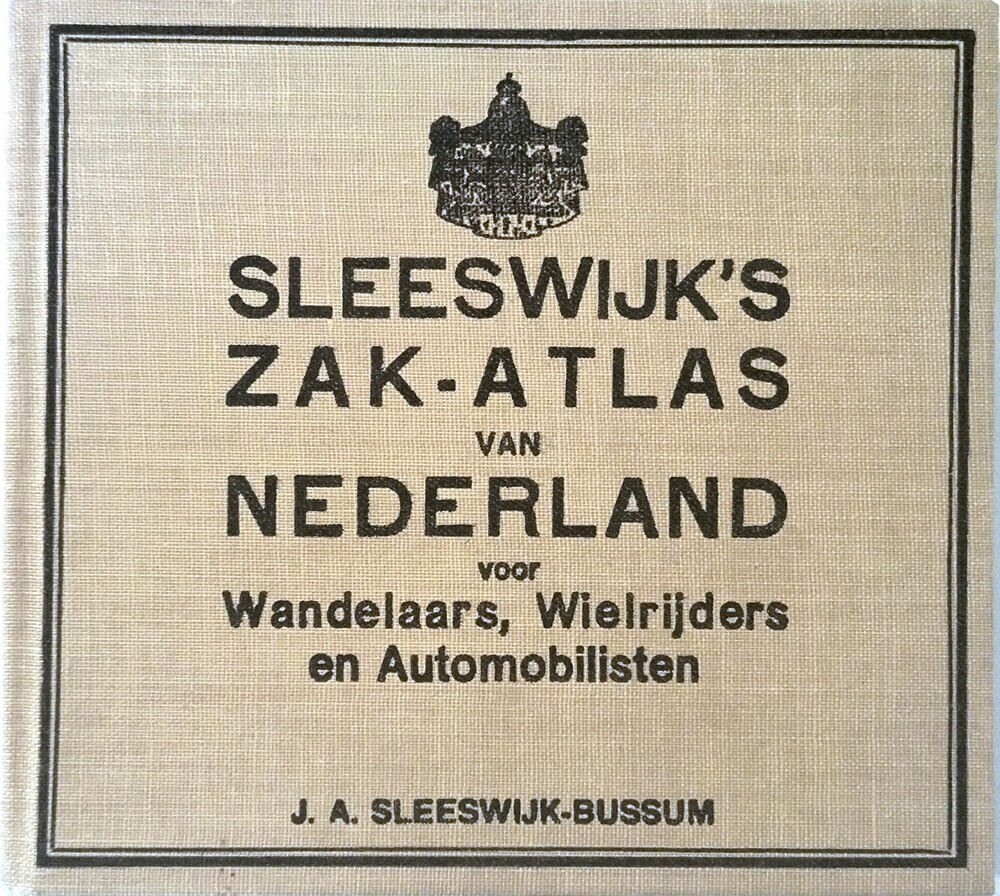 SLEESWIJK'S
ZAK-ATLAS
VAN
NEDERLAND
voor
Wandelaars, Wielrijders
en Automobilisten
J. A. SLEESWIJK-BUSSUM